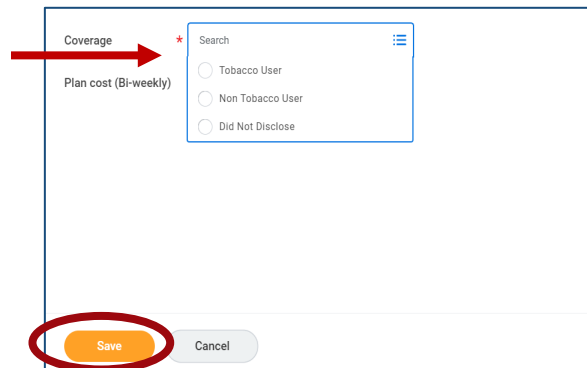 Coverage * Search
Tobacco User
Plan cost (Bi-weekly)
Non Tobacco User
Did Not Disclose
Save Cancel